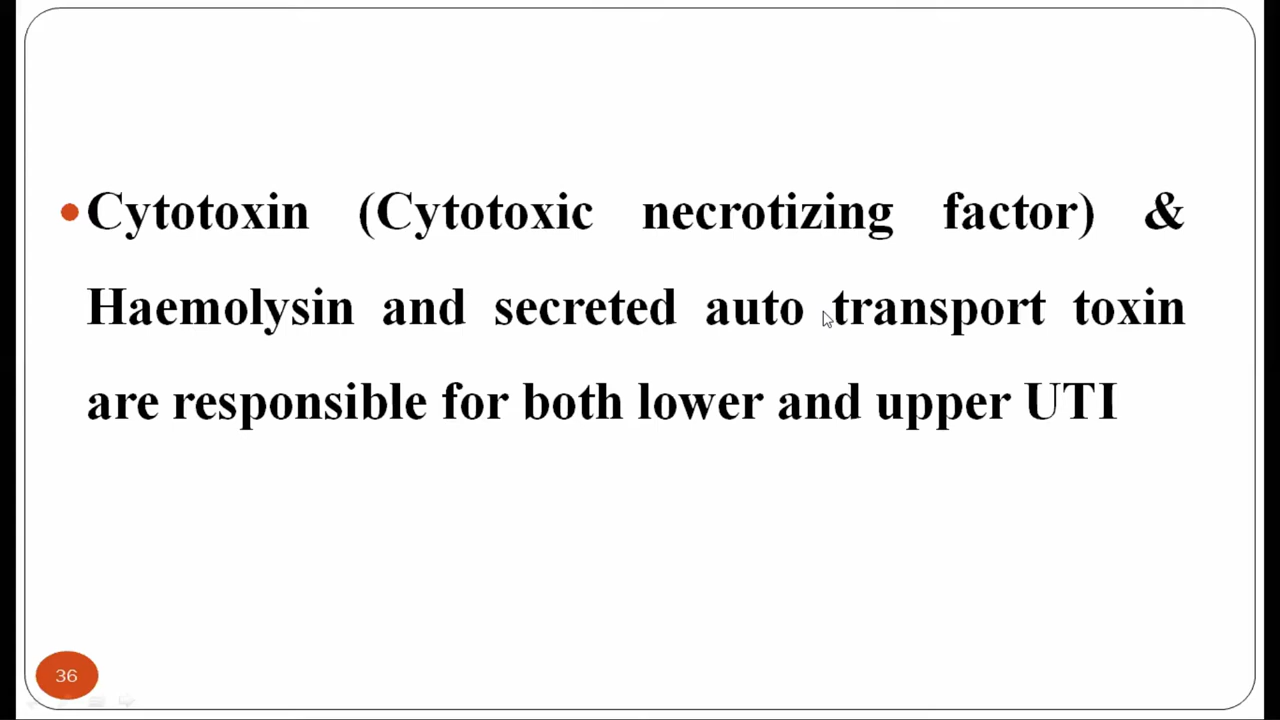 •Cytotoxin (Cytotoxic necrotizing factor) &
Haemolysin and secreted auto transport toxin
are responsible for both lower and upper UTI
36